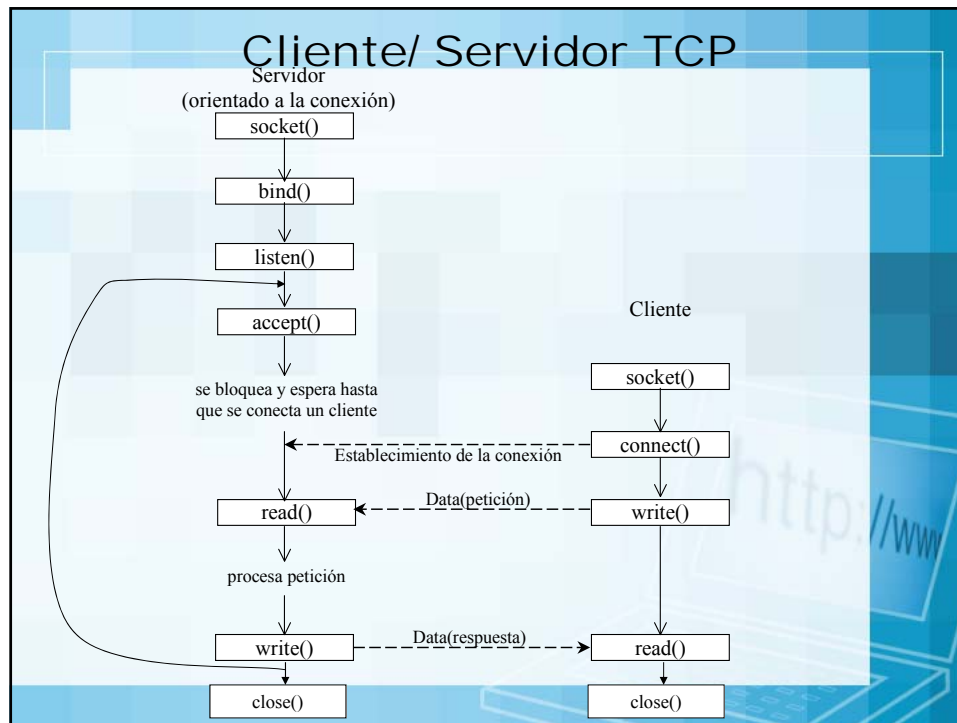 Cliente/ Servidor TCP
Servidor
(orientado a la conexión)
socket()
bind()
listen()
accept()
se bloquea y espera hasta
que se conecta un cliente
read()
procesa petición
write()
close()
Cliente
socket()
connect()
Establecimiento de la conexión
Data(petición)
write()
Data(respuesta)
read()
close()
http://www